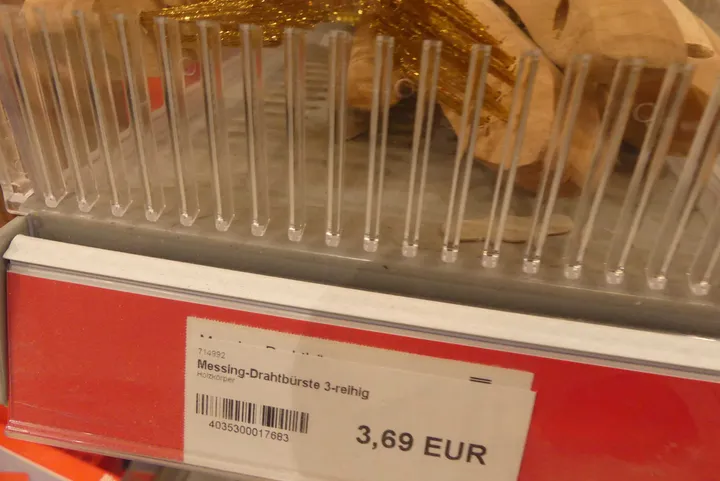 714992
Messing-Drahtbürste 3-reihig
Holzkörper
4035300017683
3,69 EUR